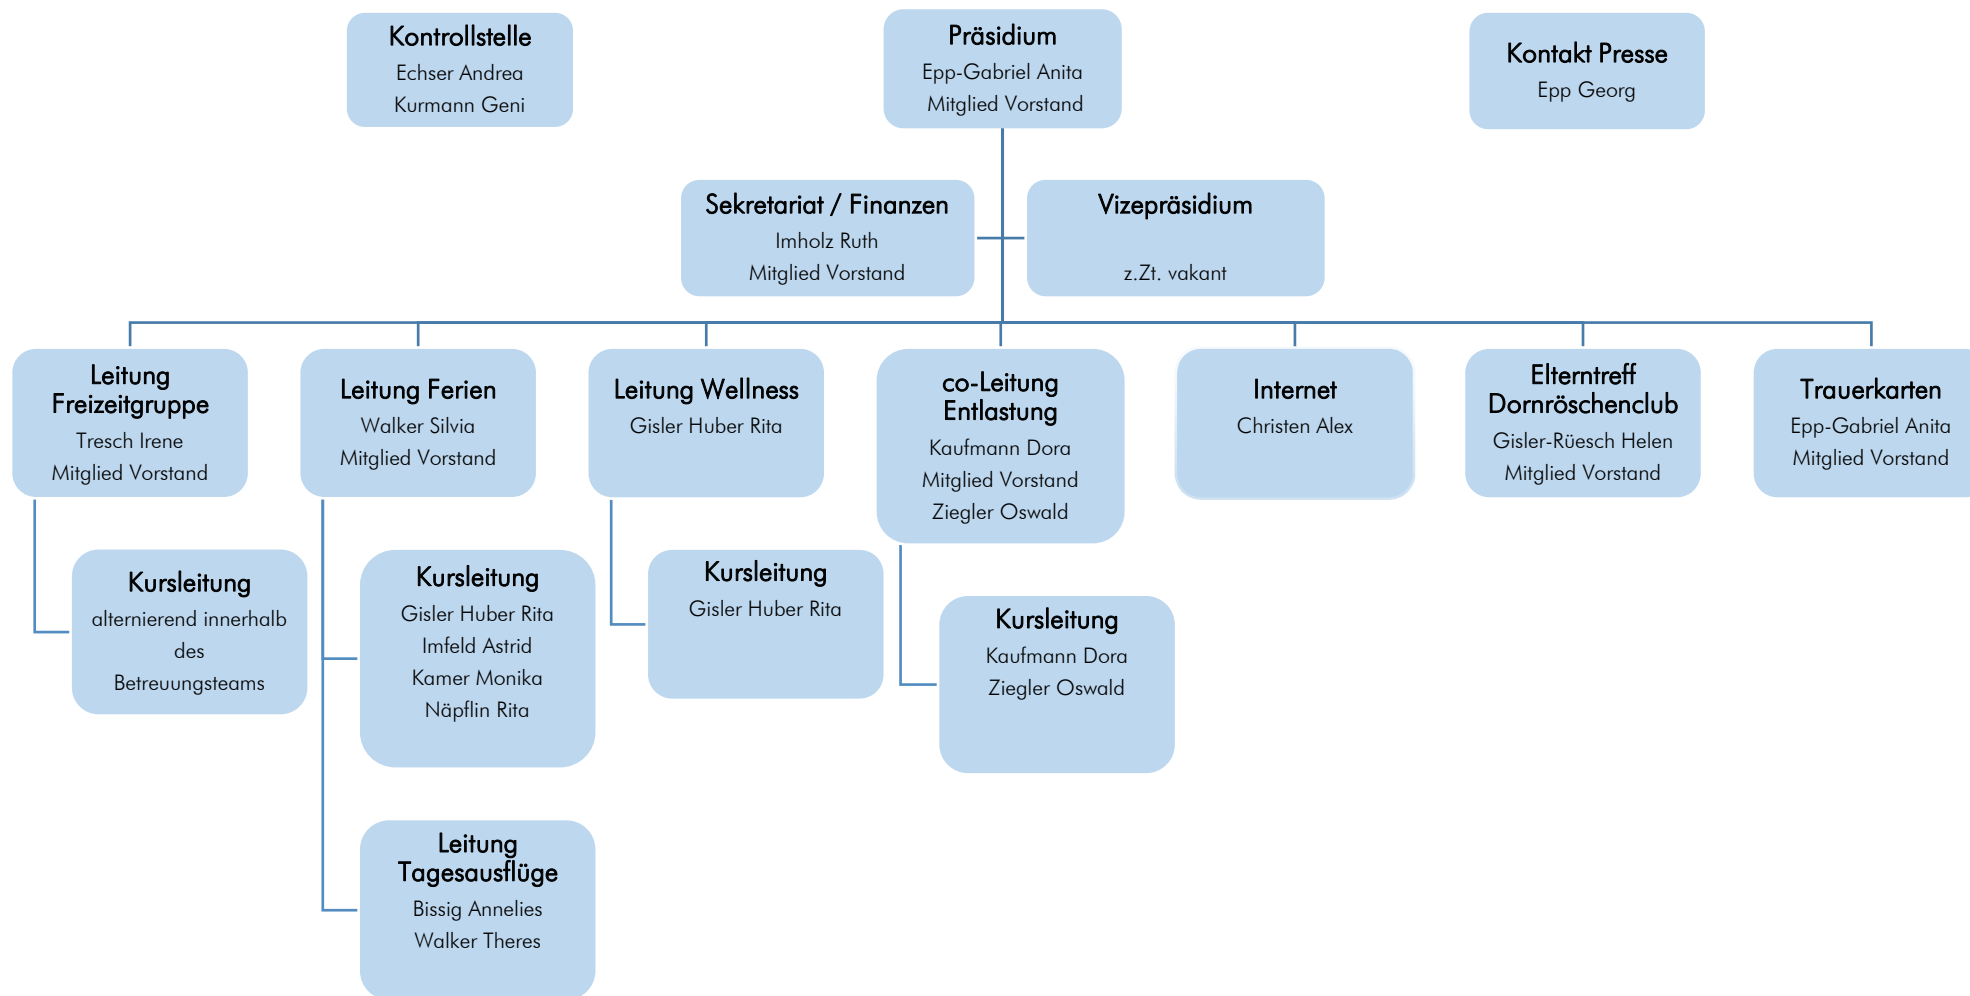 Kontrollstelle
Echser Andrea
Kurmann Geni
Präsidium
Epp-Gabriel Anita
Mitglied Vorstand
Kontakt Presse
Epp Georg
Sekretariat / Finanzen
Imholz Ruth
Mitglied Vorstand
Vizepräsidium
z.Zt. vakant
Leitung
Freizeitgruppe
Tresch Irene
Mitglied Vorstand
Leitung Ferien
Walker Silvia
Mitglied Vorstand
Leitung Wellness
Gisler Huber Rita
co-Leitung
Entlastung
Kaufmann Dora
Mitglied Vorstand
Ziegler Oswald
Internet
Christen Alex
Elterntreff
Dornröschenclub
Gisler-Rüesch Helen
Mitglied Vorstand
Trauerkarten
Epp-Gabriel Anita
Mitglied Vorstand
Kursleitung
alternierend innerhalb
des
Betreuungsteams
Kursleitung
Gisler Huber Rita
Imfeld Astrid
Kamer Monika
Näpflin Rita
Kursleitung
Gisler Huber Rita
Kursleitung
Kaufmann Dora
Ziegler Oswald
Leitung
Tagesausflüge
Bissig Annelies
Walker Theres